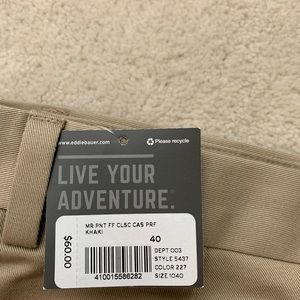 www.eddiebauer.com
Please recycle
LIVE YOUR
ADVENTURE.
MR PNT FF CLSC CAS PRF
KHAKI
40
DEPT 003
STYLE 5437
COLOR 227
SIZE 1040
410015586282
$60.00